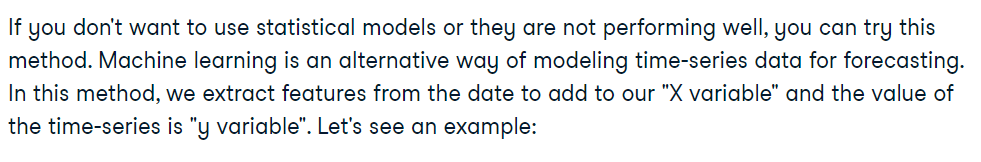 If you don't want to use statistical models or they are not performing well, you can try this
method. Machine learning is an alternative way of modeling time-series data for forecasting.
In this method, we extract features from the date to add to our "X variable" and the value of
the time-series is "y variable". Let's see an example: